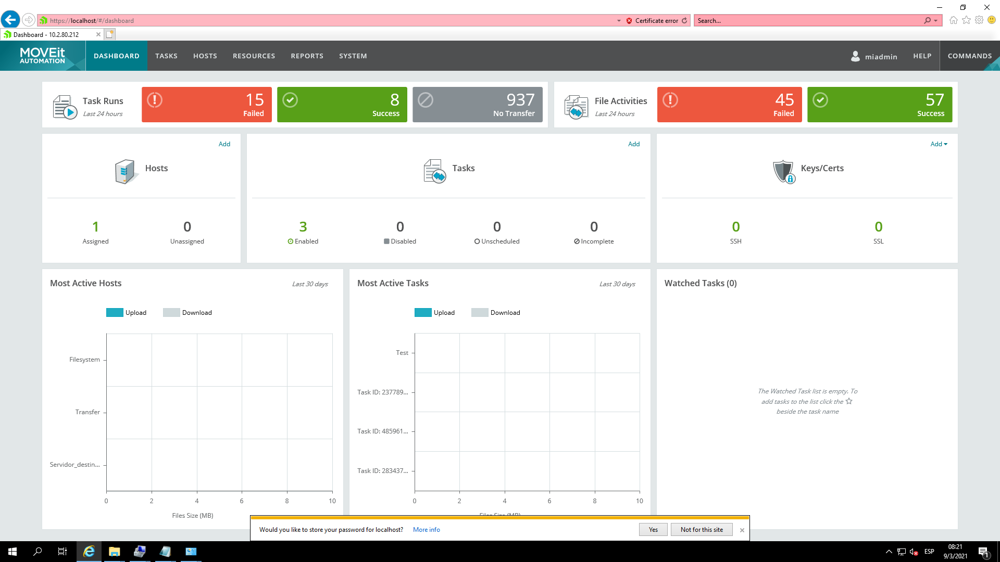 https://localhost/#/dashboard
Certificate error
Search...
Dashboard - 10.2.80.212
MOVEit
AUTOMATION
DASHBOARD
TASKS
HOSTS
RESOURCES
REPORTS
SYSTEM
miadmin
HELP
COMMANDS
Task Runs
Last 24 hours
15
Failed
8
Success
937
No Transfer
File Activities
Last 24 hours
45
Failed
57
Success
Add
Hosts
1
Assigned
0
Unassigned
Add
Tasks
3
Enabled
0
Disabled
0
Unscheduled
0
Incomplete
Add
Keys/Certs
0
SSH
0
SSL
Most Active Hosts
Last 30 days
Upload
Download
Filesystem
Transfer
Servidor_destin...
0 2 4 6 8 10
Files Size (MB)
Most Active Tasks
Last 30 days
Upload
Download
Test
Task ID: 237789...
Task ID: 485961...
Task ID: 283437...
0 2 4 6 8 10
Files Size (MB)
Watched Tasks (0)
The Watched Task list is empty. To
add tasks to the list click the
beside the task name
Would you like to store your password for localhost?
More info
Yes
Not for this site
ESP
08:21
9/3/2021
1